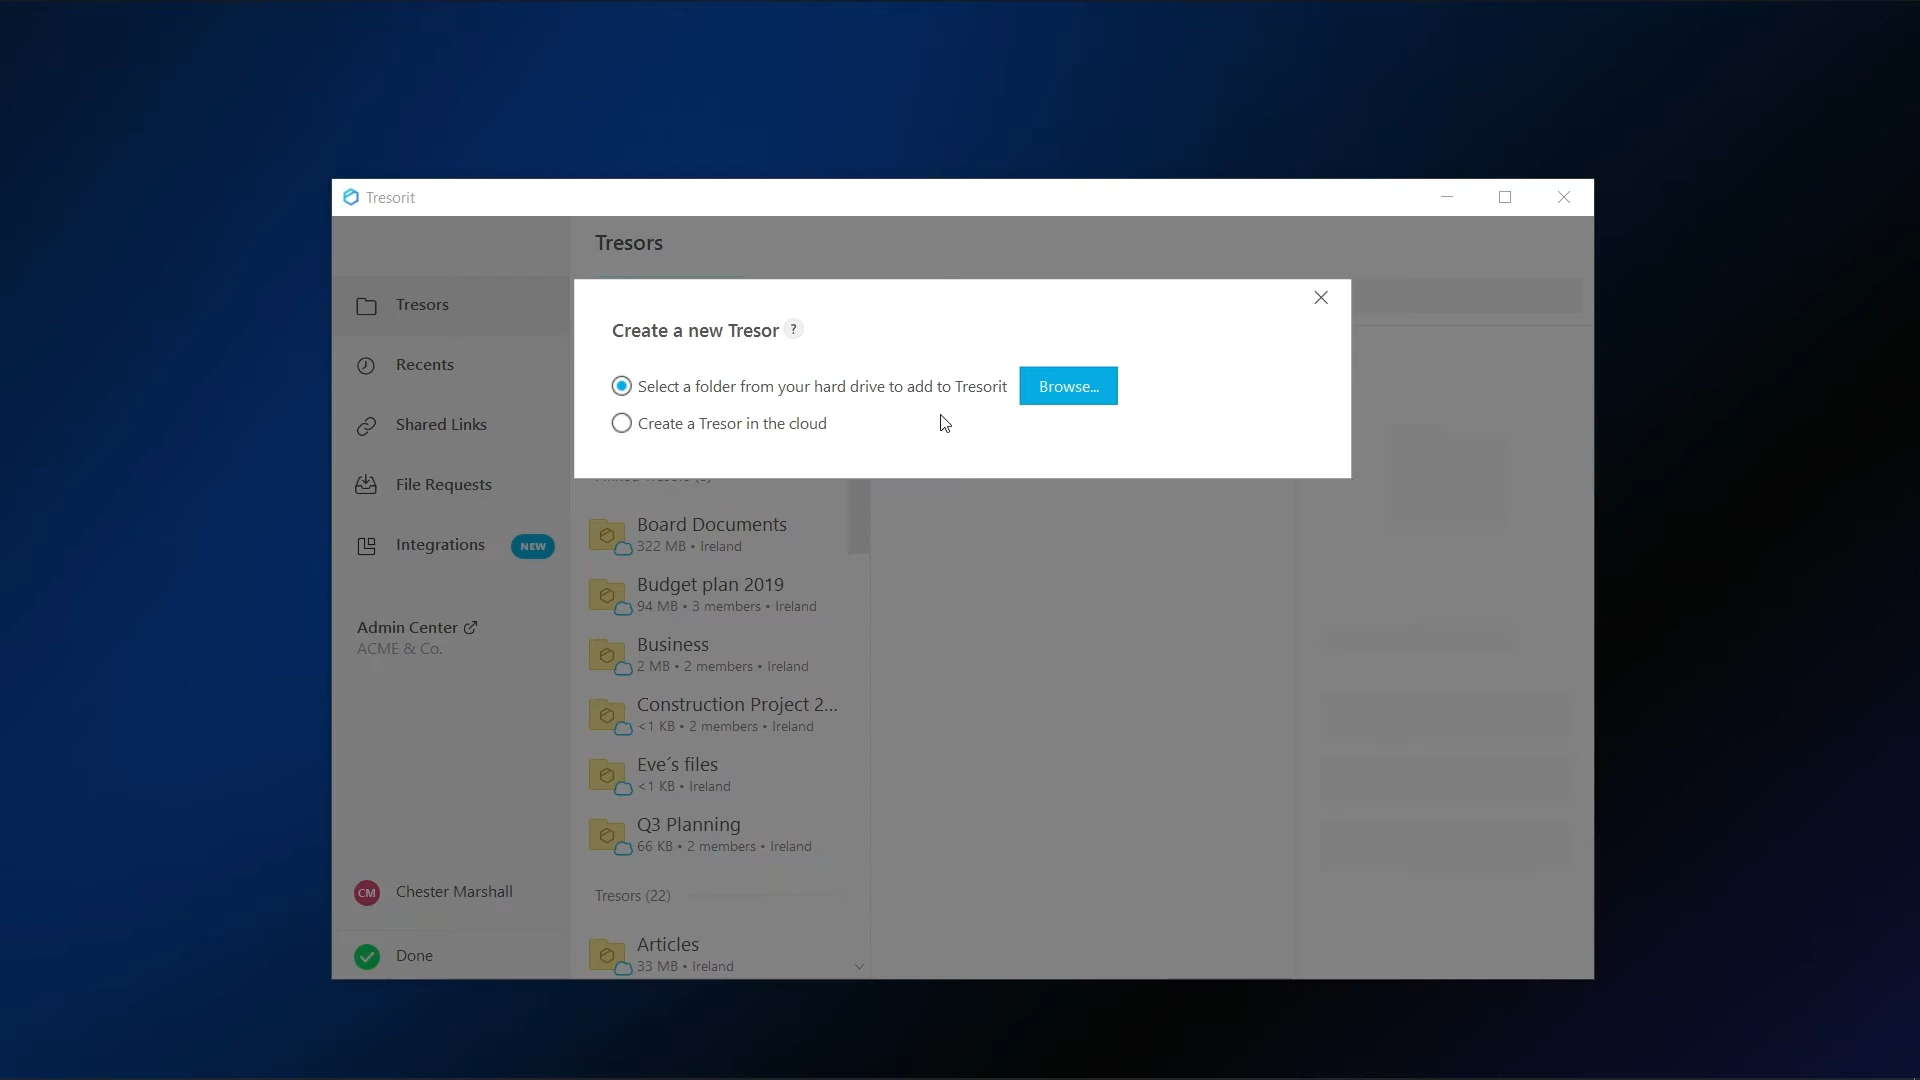 Tresorit
Tresors
Tresors
Recents
Shared Links
File Requests
Integrations NEW
Admin Center
ACME & Co.
CM Chester Marshall
Done
Create a new Tresor ?
Select a folder from your hard drive to add to Tresorit Browse...
Create a Tresor in the cloud
Board Documents
322 MB • Ireland
Budget plan 2019
94 MB • 3 members • Ireland
Business
2 MB • 2 members • Ireland
Construction Project 2...
<1 KB • 2 members • Ireland
Eve´s files
<1 KB • Ireland
Q3 Planning
66 KB • 2 members • Ireland
Tresors (22)
Articles
33 MB • Ireland